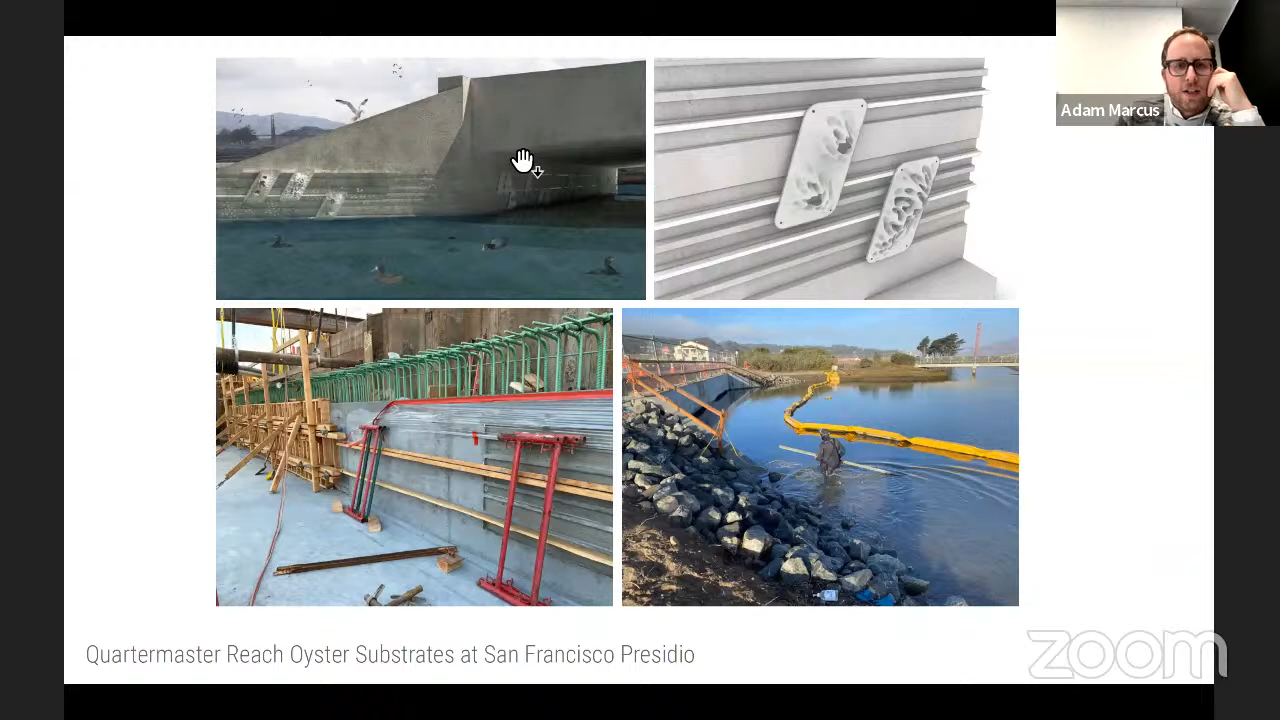 Adam Marcus
Quartermaster Reach Oyster Substrates at San Francisco Presidio
zoom